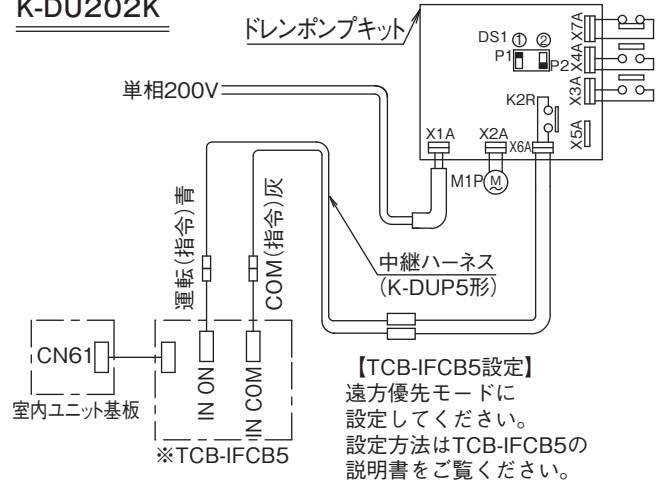 K-DU202K
ドレンポンプキット
DS1 ① ②
P1
P2
X7A
X4A
X3A
X5A
K2R
単相200V
X1A
X2A
X6A
M1P
M
運転(指令)青
COM(指令)灰
中継ハーネス
(K-DUP5形)
CN61
IN ON
IN COM
室内ユニット基板
※TCB-IFCB5
【TCB-IFCB5設定】
遠方優先モードに
設定してください。
設定方法はTCB-IFCB5の
説明書をご覧ください。